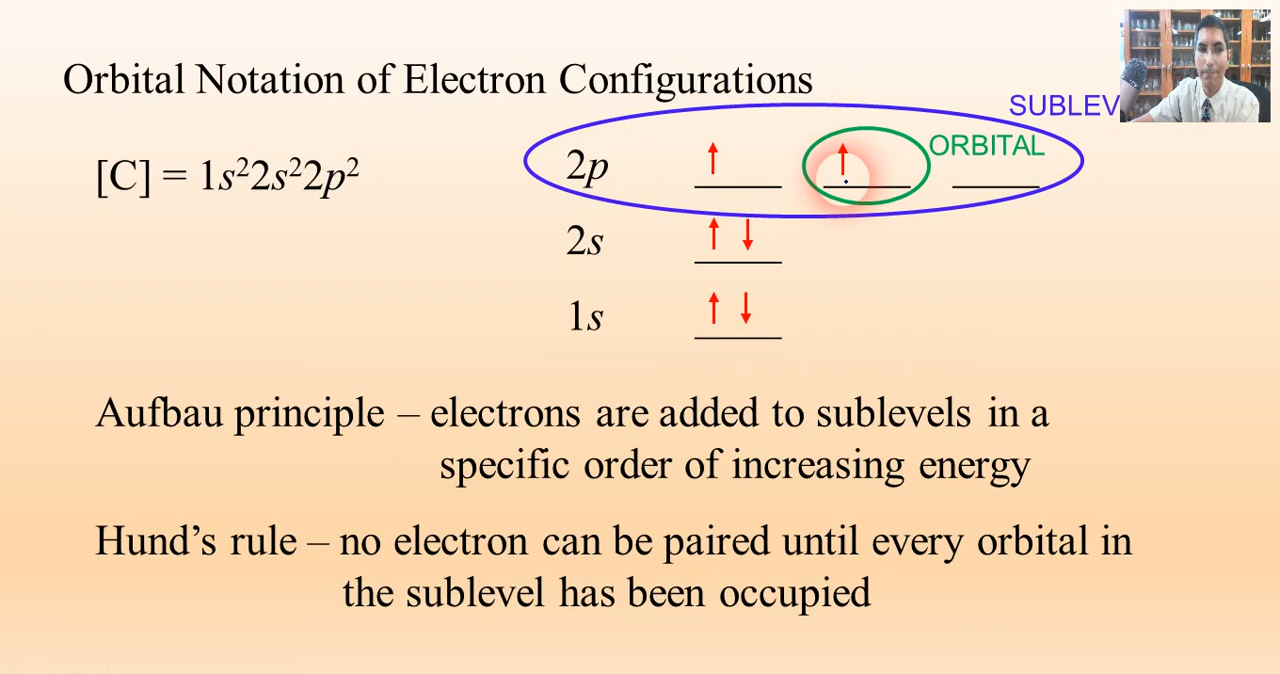 Orbital Notation of Electron Configurations
SUBLEV
ORBITAL
[C] = 1s²2s²2p²
2p
2s
1s
Aufbau principle – electrons are added to sublevels in a
specific order of increasing energy
Hund’s rule – no electron can be paired until every orbital in
the sublevel has been occupied